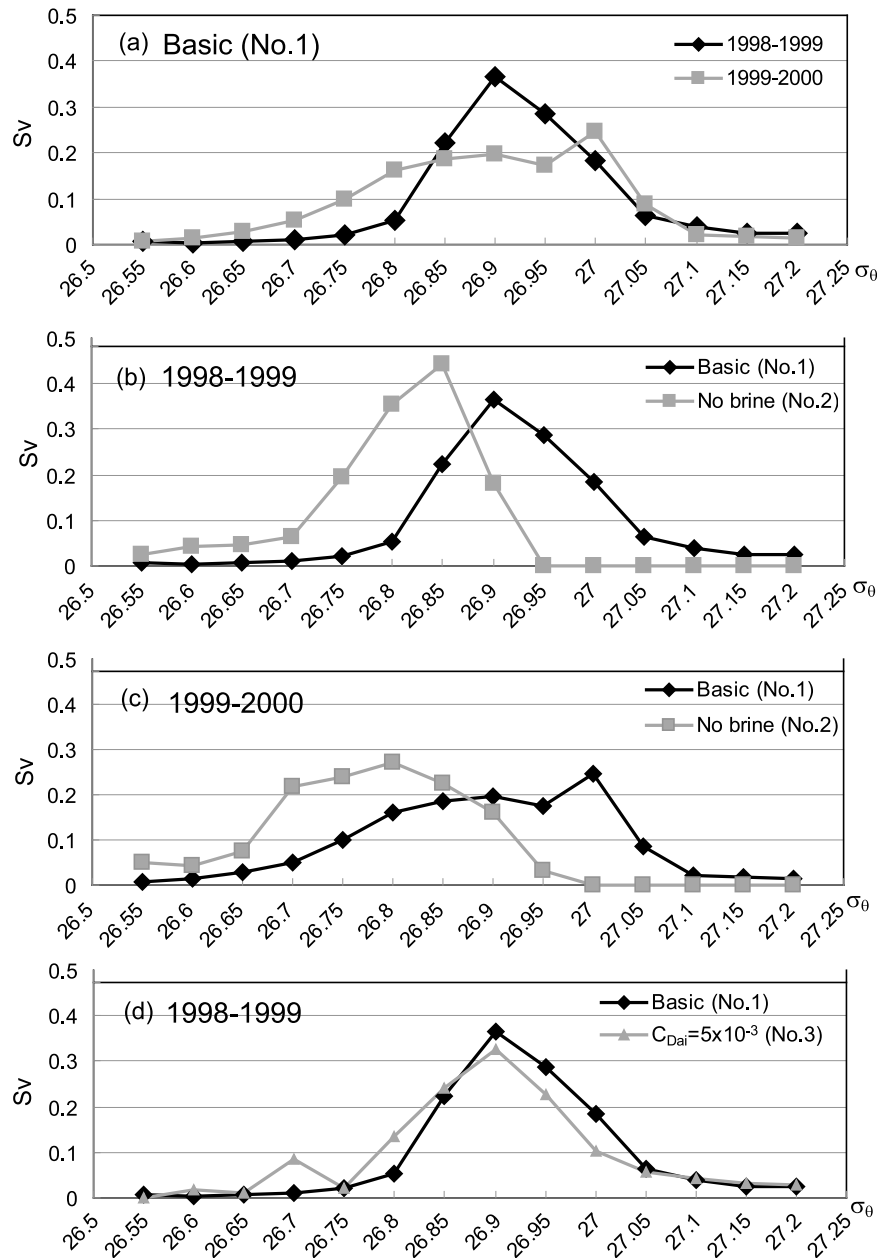 (a) Basic (No.1)
1998-1999
1999-2000
Sv
0.5
0.4
0.3
0.2
0.1
0
26.5 26.55 26.6 26.65 26.7 26.75 26.8 26.85 26.9 26.95 27 27.05 27.1 27.15 27.2 27.25 σθ
(b) 1998-1999
Basic (No.1)
No brine (No.2)
Sv
0.5
0.4
0.3
0.2
0.1
0
26.5 26.55 26.6 26.65 26.7 26.75 26.8 26.85 26.9 26.95 27 27.05 27.1 27.15 27.2 27.25 σθ
(c) 1999-2000
Basic (No.1)
No brine (No.2)
Sv
0.5
0.4
0.3
0.2
0.1
0
26.5 26.55 26.6 26.65 26.7 26.75 26.8 26.85 26.9 26.95 27 27.05 27.1 27.15 27.2 27.25 σθ
(d) 1998-1999
Basic (No.1)
C_Dai=5x10⁻³ (No.3)
Sv
0.5
0.4
0.3
0.2
0.1
0
26.5 26.55 26.6 26.65 26.7 26.75 26.8 26.85 26.9 26.95 27 27.05 27.1 27.15 27.2 27.25 σθ